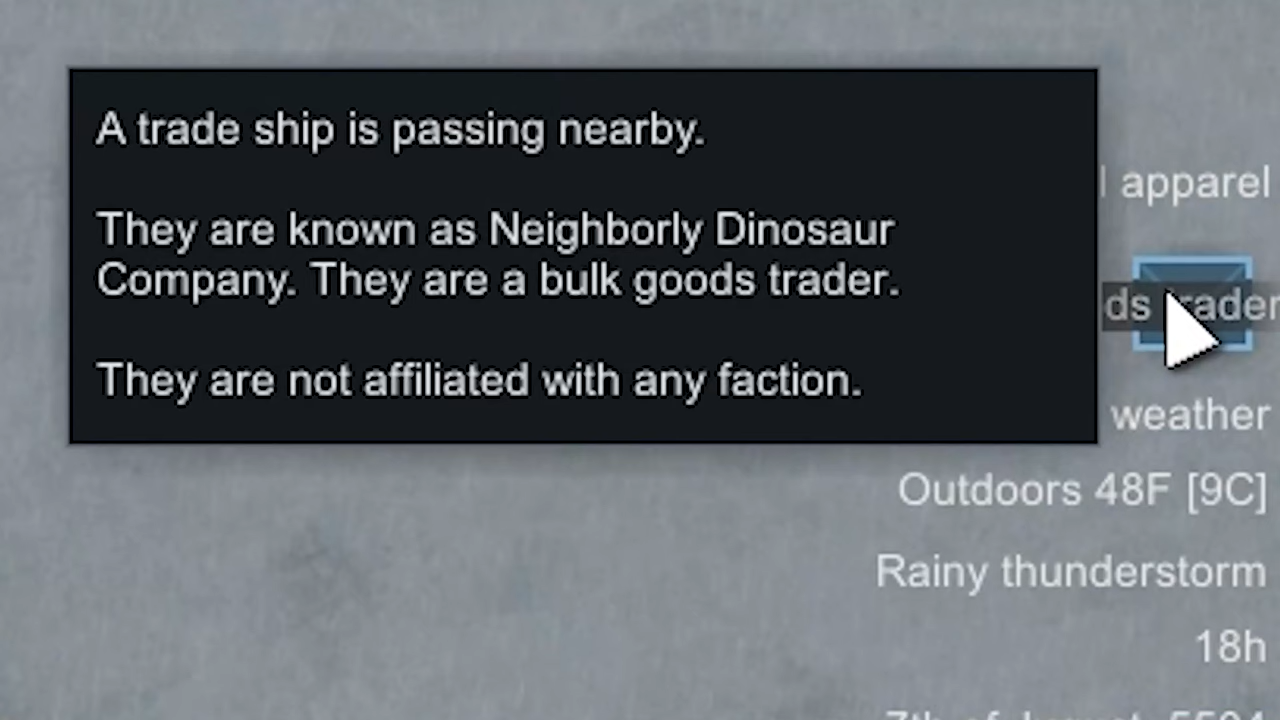 A trade ship is passing nearby.
They are known as Neighborly Dinosaur
Company. They are a bulk goods trader.
They are not affiliated with any faction.
apparel
trader
weather
Outdoors 48F [9C]
Rainy thunderstorm
18h